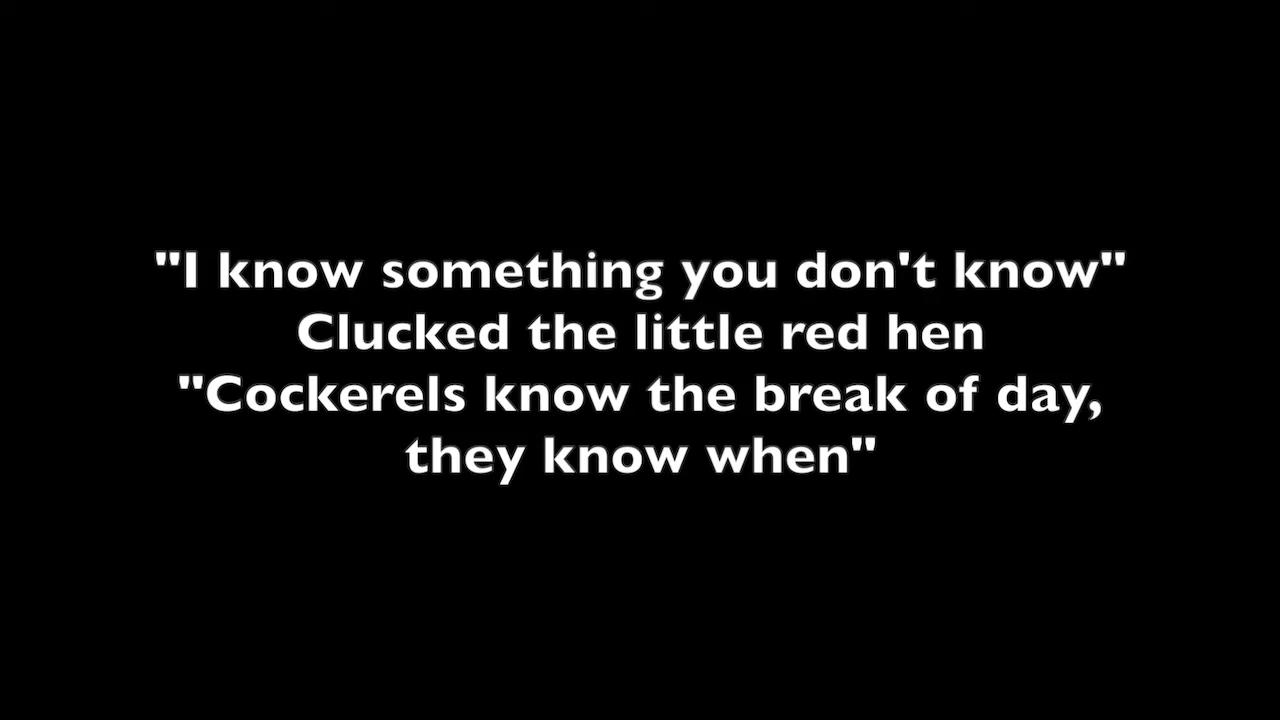 "I know something you don't know"
Clucked the little red hen
"Cockerels know the break of day,
they know when"